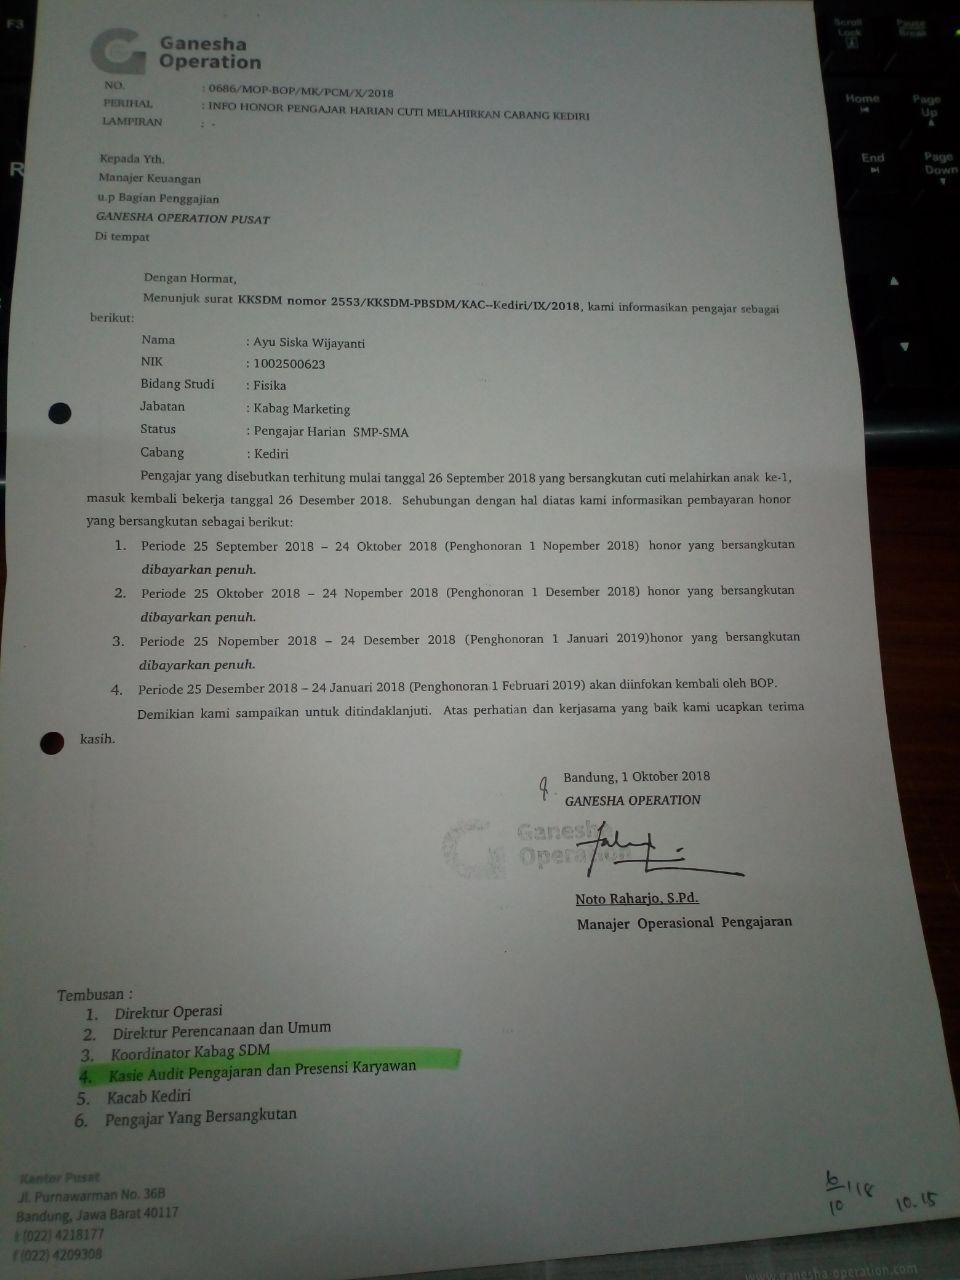 Ganesha
Operation
NO. : 0686/MOP-BOP/MK/PCM/X/2018
PERIHAL : INFO HONOR PENGAJAR HARIAN CUTI MELAHIRKAN CABANG KEDIRI
LAMPIRAN : -
Kepada Yth.
Manajer Keuangan
u.p Bagian Penggajian
GANESHA OPERATION PUSAT
Di tempat
Dengan Hormat,
Menunjuk surat KKSDM nomor 2553/KKSDM-PBSDM/KAC--Kediri/IX/2018, kami informasikan pengajar sebagai
berikut:
Nama : Ayu Siska Wijayanti
NIK : 1002500623
Bidang Studi : Fisika
Jabatan : Kabag Marketing
Status : Pengajar Harian SMP-SMA
Cabang : Kediri
Pengajar yang disebutkan terhitung mulai tanggal 26 September 2018 yang bersangkutan cuti melahirkan anak ke-1,
masuk kembali bekerja tanggal 26 Desember 2018. Sehubungan dengan hal diatas kami informasikan pembayaran honor
yang bersangkutan sebagai berikut:
1. Periode 25 September 2018 – 24 Oktober 2018 (Penghonoran 1 Nopember 2018) honor yang bersangkutan
dibayarkan penuh.
2. Periode 25 Oktober 2018 – 24 Nopember 2018 (Penghonoran 1 Desember 2018) honor yang bersangkutan
dibayarkan penuh.
3. Periode 25 Nopember 2018 – 24 Desember 2018 (Penghonoran 1 Januari 2019)honor yang bersangkutan
dibayarkan penuh.
4. Periode 25 Desember 2018 – 24 Januari 2018 (Penghonoran 1 Februari 2019) akan diinfokan kembali oleh BOP.
Demikian kami sampaikan untuk ditindaklanjuti. Atas perhatian dan kerjasama yang baik kami ucapkan terima
kasih.
Bandung, 1 Oktober 2018
GANESHA OPERATION
Ganesha
Operation
Noto Raharjo, S.Pd.
Manajer Operasional Pengajaran
Tembusan :
1. Direktur Operasi
2. Direktur Perencanaan dan Umum
3. Koordinator Kabag SDM
4. Kasie Audit Pengajaran dan Presensi Karyawan
5. Kacab Kediri
6. Pengajar Yang Bersangkutan
Kantor Pusat
Jl. Purnawarman No. 36B
Bandung, Jawa Barat 40117
t (022) 4218177
f (022) 4209308
6/10 118
10.15
www.ganesha-operation.com
F3
R
Scroll
Lock
Pause
Break
Home
Page
Up
End
Page
Down